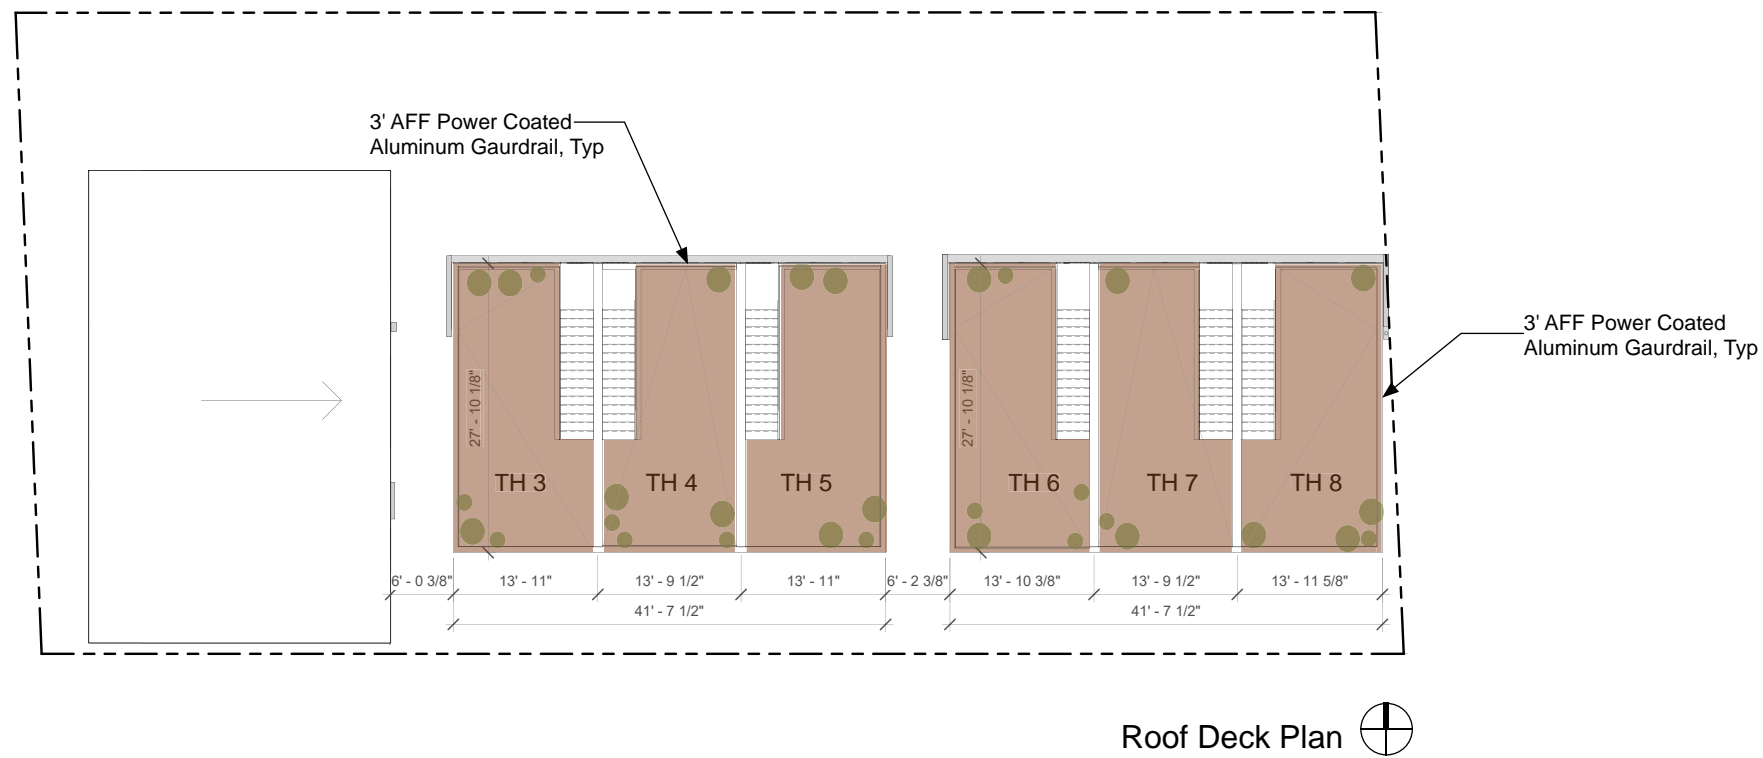 3' AFF Power Coated
Aluminum Gaurdrail, Typ
3' AFF Power Coated
Aluminum Gaurdrail, Typ
27' - 10 1/8"
27' - 10 1/8"
TH 3
TH 4
TH 5
TH 6
TH 7
TH 8
6' - 0 3/8"
13' - 11"
13' - 9 1/2"
13' - 11"
6' - 2 3/8"
13' - 10 3/8"
13' - 9 1/2"
13' - 11 5/8"
41' - 7 1/2"
41' - 7 1/2"
Roof Deck Plan